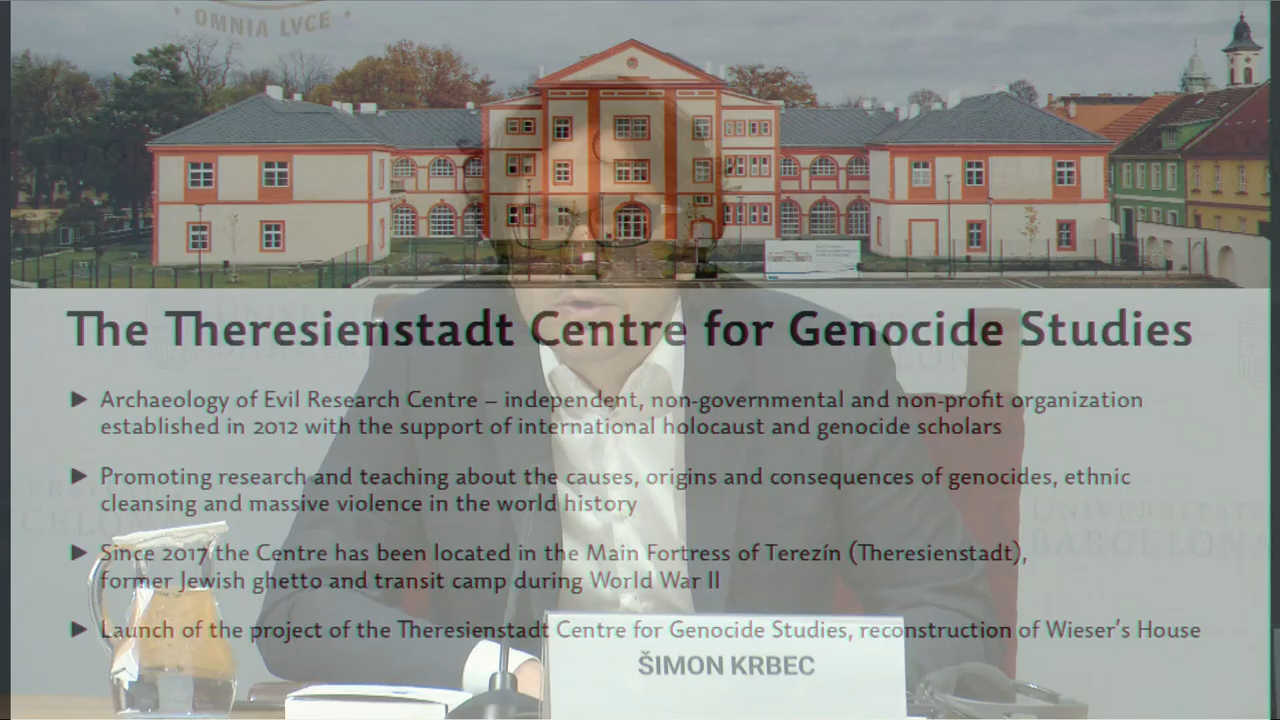 OMNIA LVCE
The Theresienstadt Centre for Genocide Studies
► Archaeology of Evil Research Centre – independent, non-governmental and non-profit organization
established in 2012 with the support of international holocaust and genocide scholars
► Promoting research and teaching about the causes, origins and consequences of genocides, ethnic
cleansing and massive violence in the world history
► Since 2017 the Centre has been located in the Main Fortress of Terezín (Theresienstadt),
former Jewish ghetto and transit camp during World War II
► Launch of the project of the Theresienstadt Centre for Genocide Studies, reconstruction of Wieser's House
UNIVERSITAT
BARCELONA
ŠIMON KRBEC